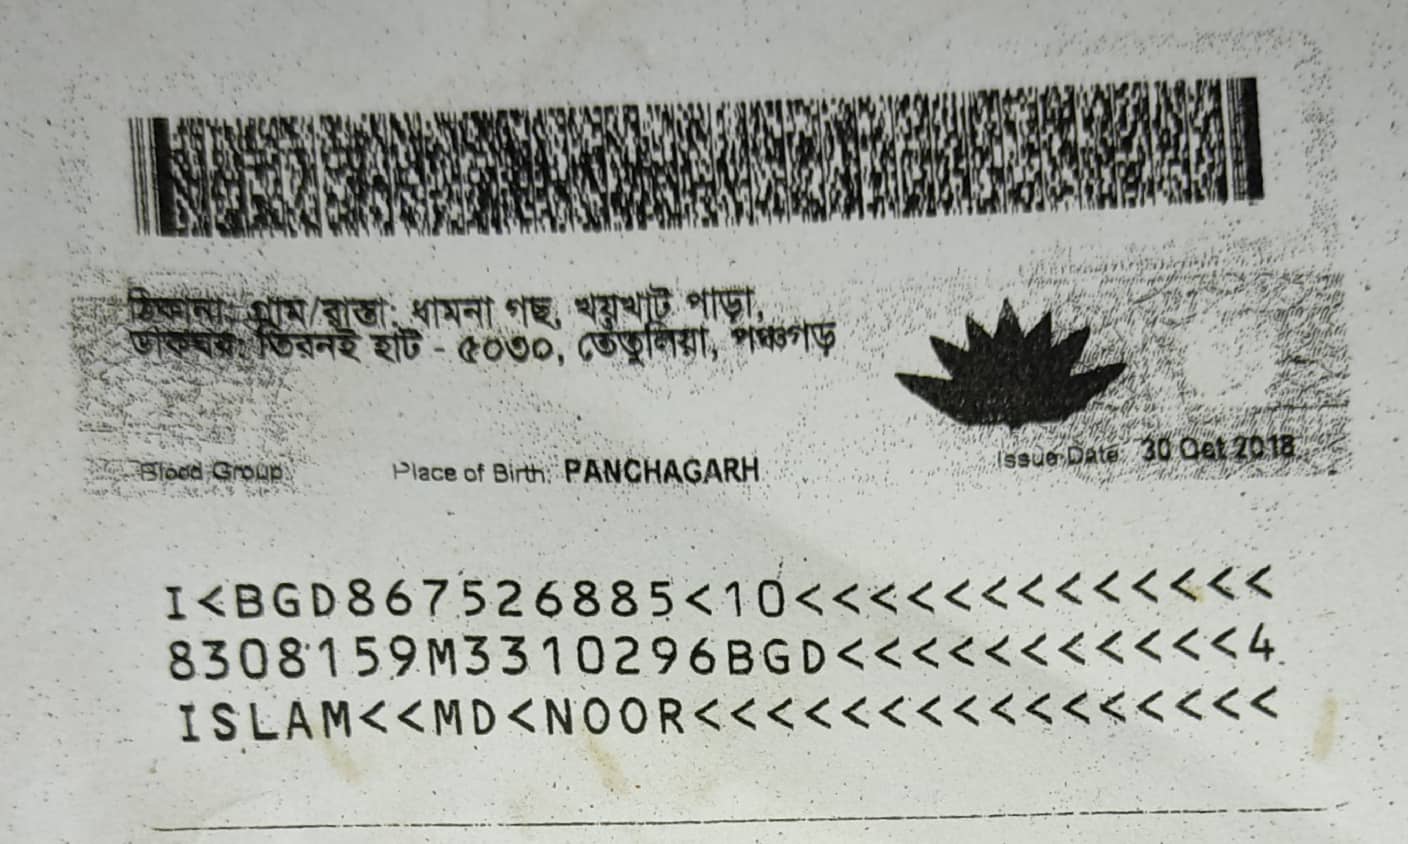 ঠিকানা: গ্রাম/রাস্তা: ধামনা গছ, খয়খাট পাড়া,
ডাকঘর: তিরনই হাট - ৫০৩০, তেতুলিয়া, পঞ্চগড়
Blood Group: Place of Birth: PANCHAGARH Issue Date: 30 Oct 2018
I<BGD867526885<10<<<<<<<<<<<<<
8308159M3310296BGD<<<<<<<<<<<4
ISLAM<<MD<NOOR<<<<<<<<<<<<<<<<